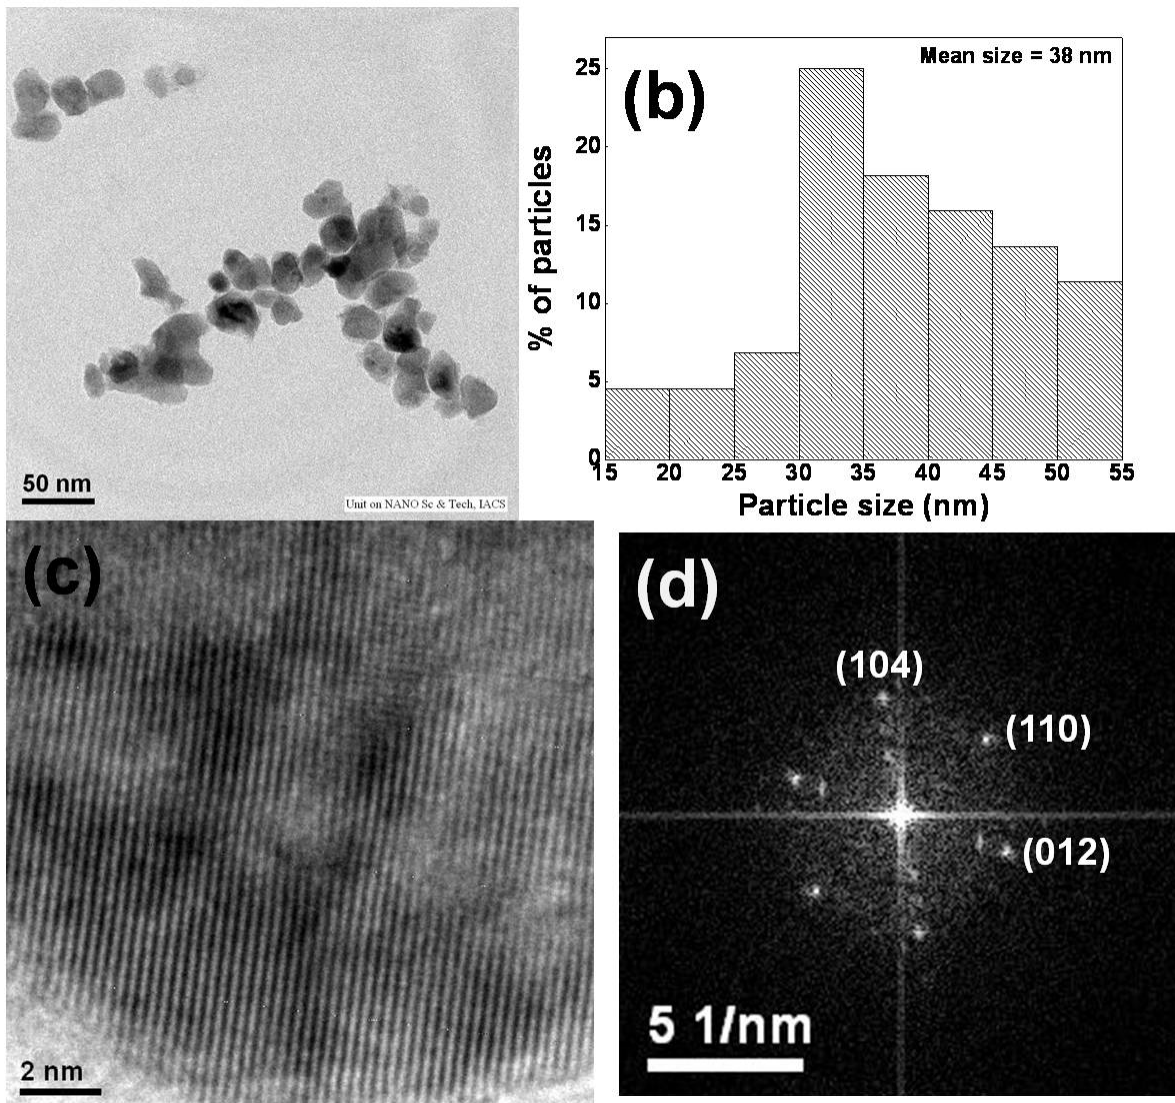 50 nm
Unit on NANO Sc & Tech, IACS
(b)
Mean size = 38 nm
% of particles
25
20
15
10
5
0
15 20 25 30 35 40 45 50 55
Particle size (nm)
(c)
2 nm
(d)
(104)
(110)
(012)
5 1/nm